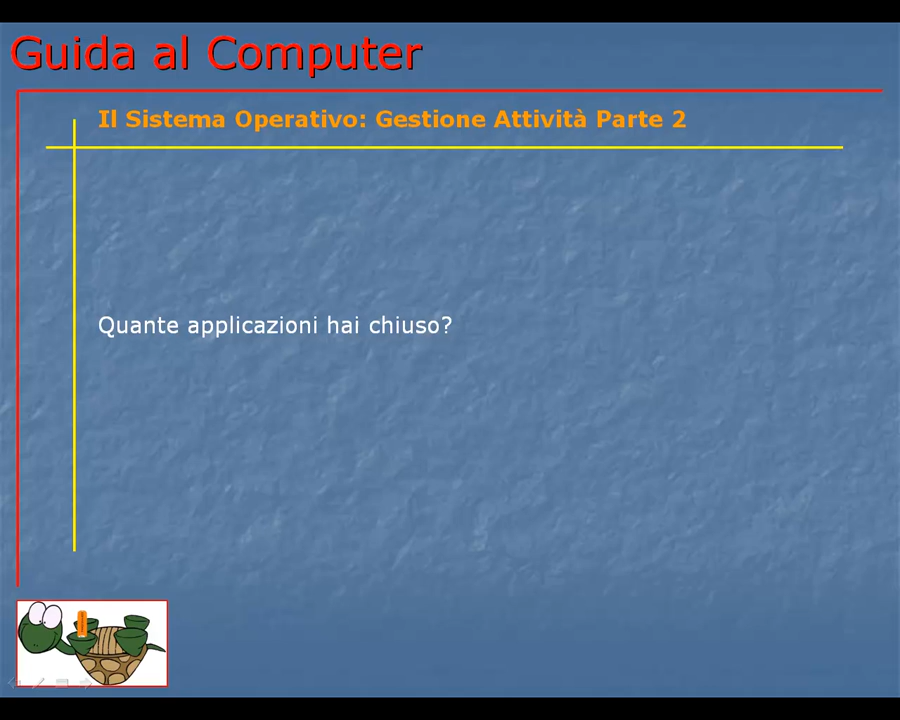 Guida al Computer
Il Sistema Operativo: Gestione Attività Parte 2
Quante applicazioni hai chiuso?